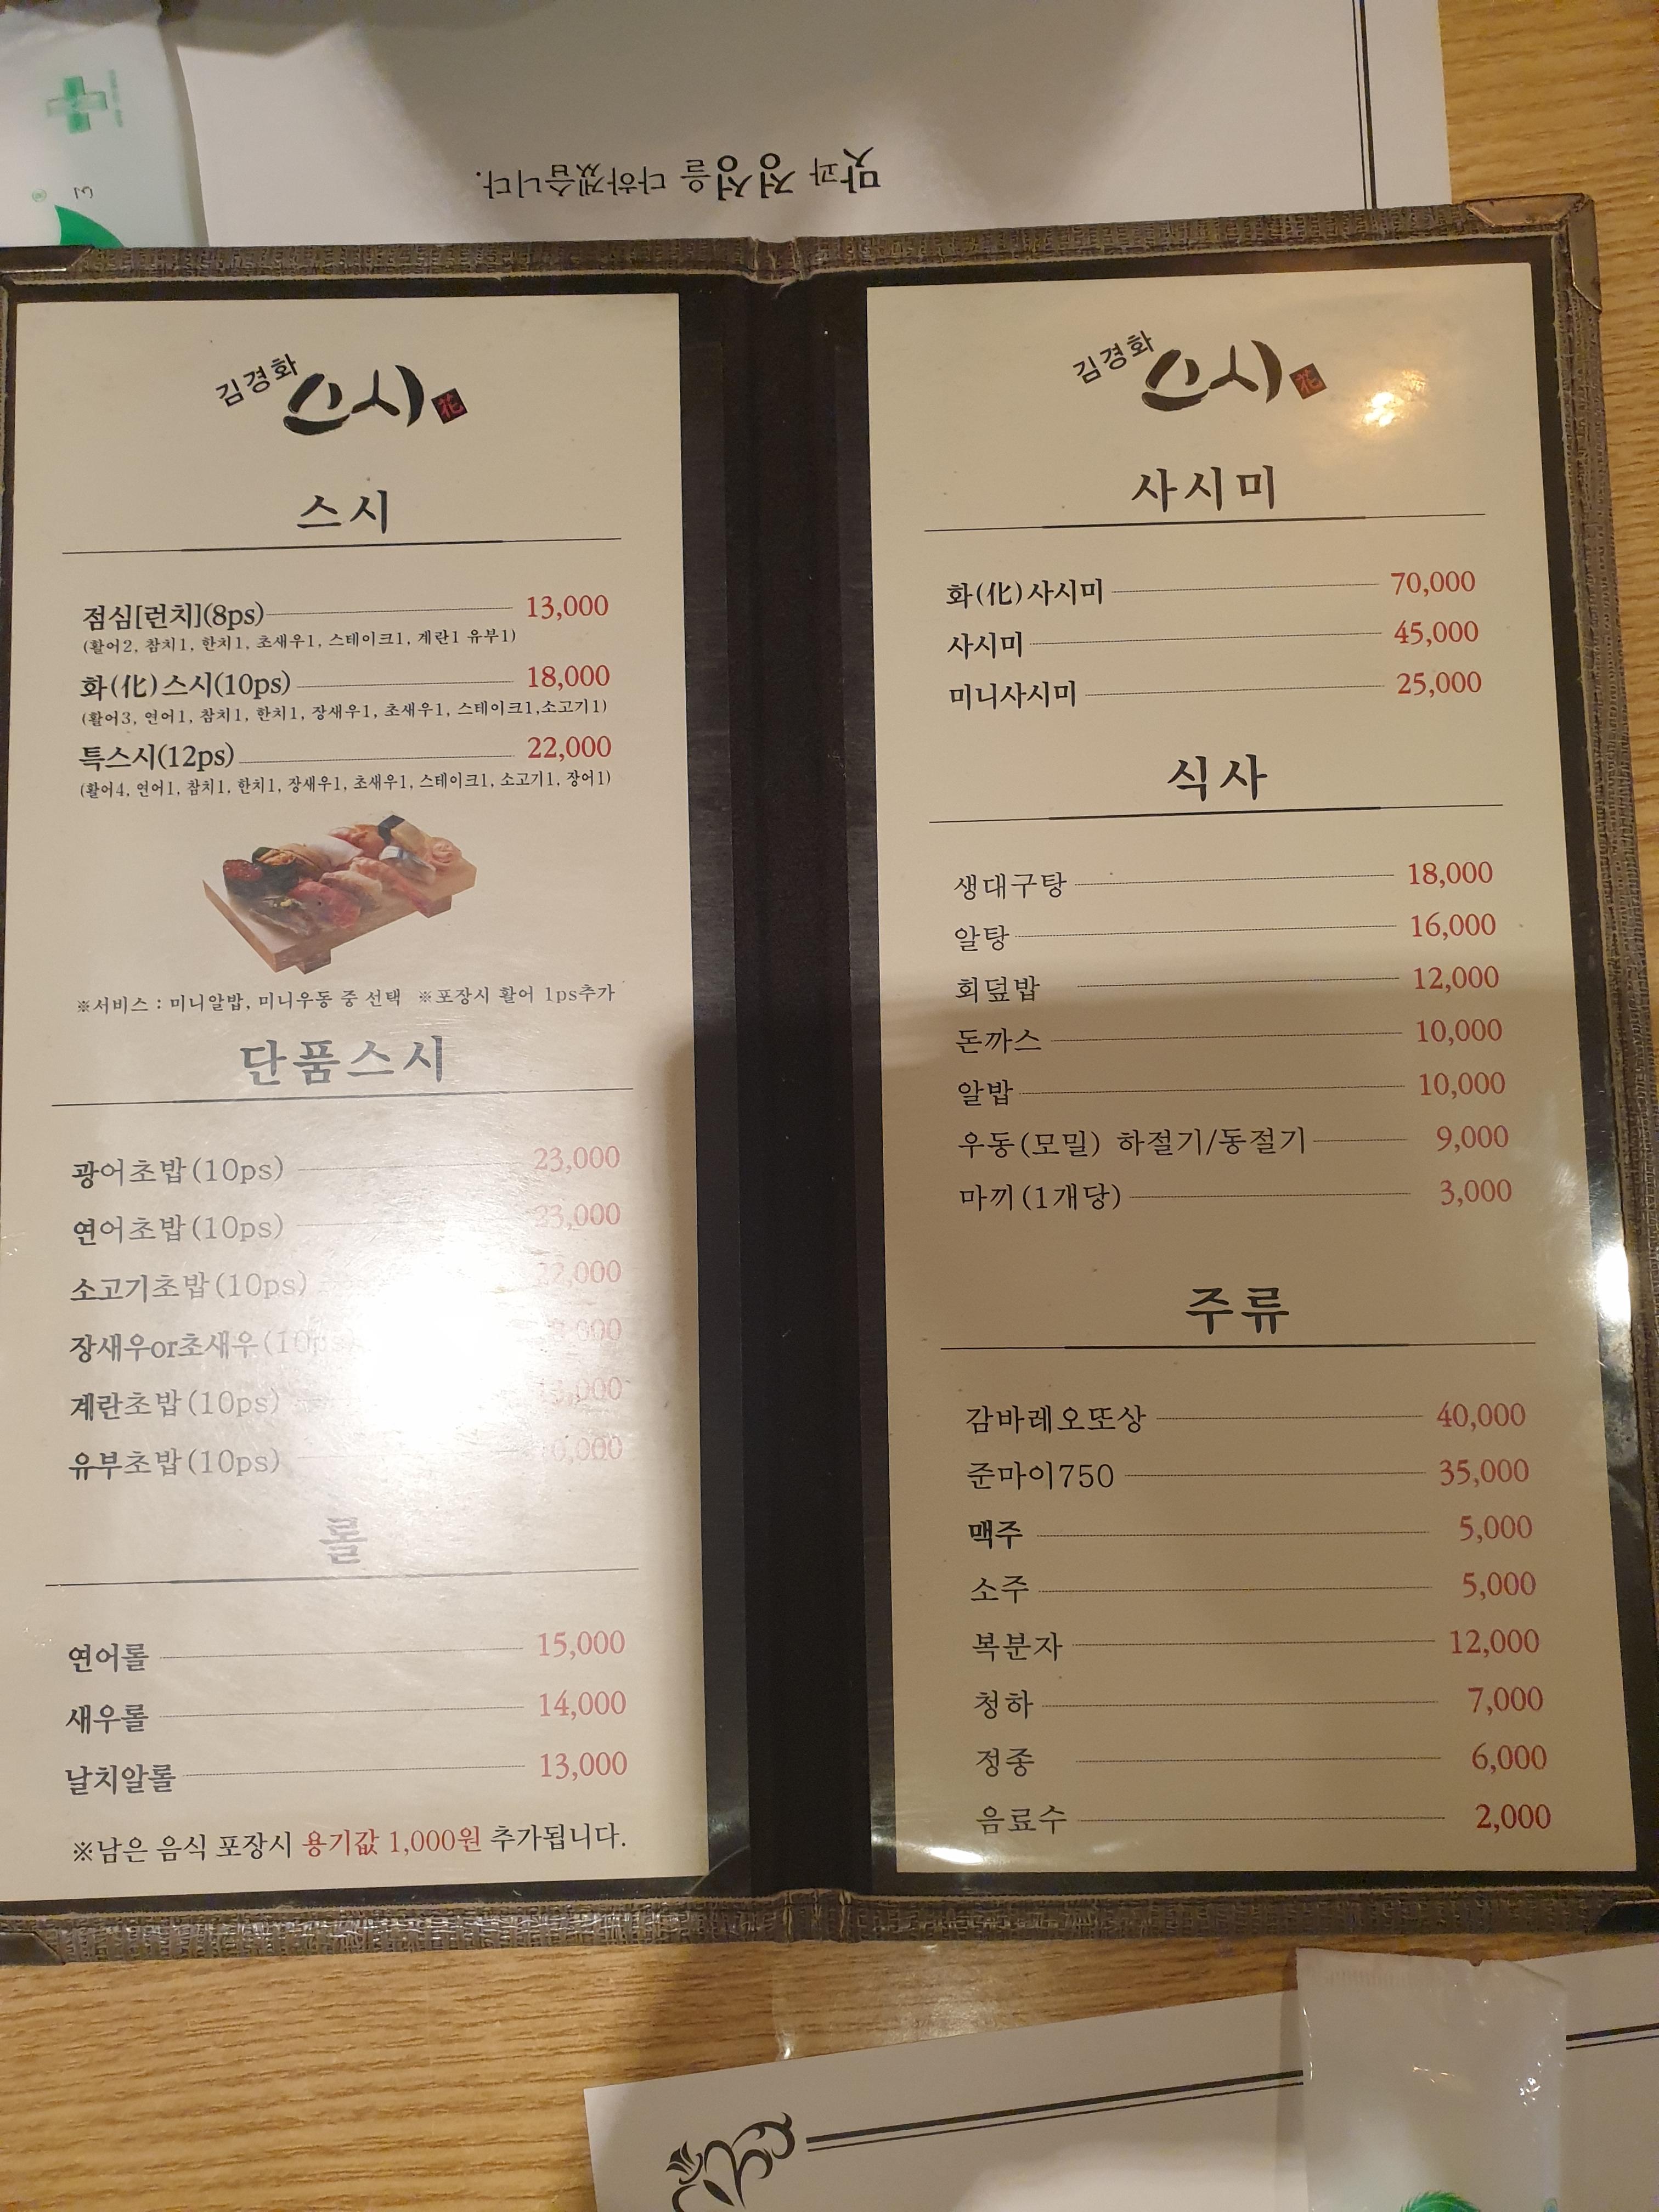 맛과 정성을 다하겠습니다.
김경화 스시 花
스시
점심[런치](8ps) 13,000
(활어2, 참치1, 한치1, 초새우1, 스테이크1, 계란1 유부1)
화(化)스시(10ps) 18,000
(활어3, 연어1, 참치1, 한치1, 장새우1, 초새우1, 스테이크1,소고기1)
특스시(12ps) 22,000
(활어4, 연어1, 참치1, 한치1, 장새우1, 초새우1, 스테이크1, 소고기1, 장어1)
※서비스 : 미니알밥, 미니우동 중 선택 ※포장시 활어 1ps추가
단품스시
광어초밥(10ps) 23,000
연어초밥(10ps) 23,000
소고기초밥(10ps) 22,000
장새우or초새우(10ps)
계란초밥(10ps)
유부초밥(10ps)
롤
연어롤 15,000
새우롤 14,000
날치알롤 13,000
※남은 음식 포장시 용기값 1,000원 추가됩니다.
김경화 스시 花
사시미
화(化)사시미 70,000
사시미 45,000
미니사시미 25,000
식사
생대구탕 18,000
알탕 16,000
회덮밥 12,000
돈까스 10,000
알밥 10,000
우동(모밀) 하절기/동절기 9,000
마끼(1개당) 3,000
주류
감바레오또상 40,000
준마이750 35,000
맥주 5,000
소주 5,000
복분자 12,000
청하 7,000
정종 6,000
음료수 2,000